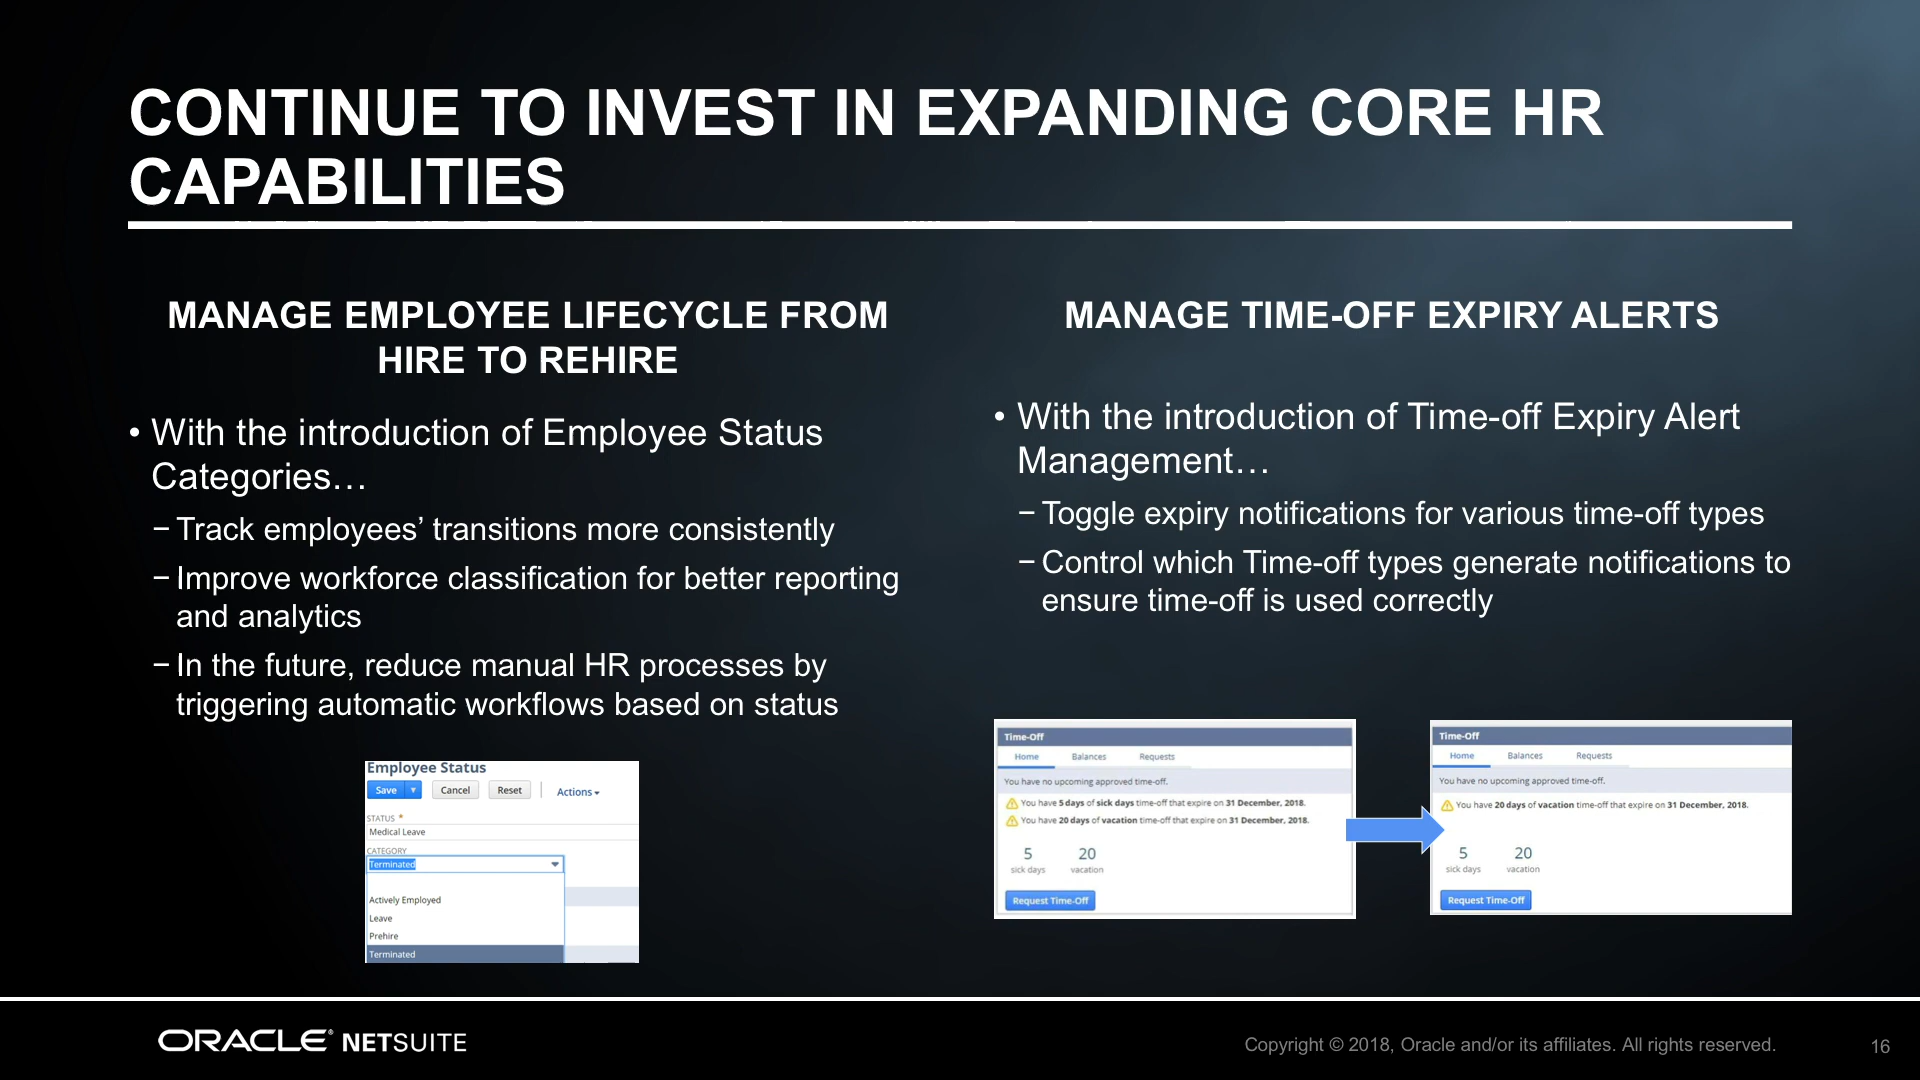 CONTINUE TO INVEST IN EXPANDING CORE HR
CAPABILITIES
MANAGE EMPLOYEE LIFECYCLE FROM
HIRE TO REHIRE
• With the introduction of Employee Status
Categories…
− Track employees’ transitions more consistently
− Improve workforce classification for better reporting
and analytics
− In the future, reduce manual HR processes by
triggering automatic workflows based on status
Employee Status
Save
Cancel
Reset
Actions
STATUS *
Medical Leave
CATEGORY
Terminated
Actively Employed
Leave
Prehire
Terminated
MANAGE TIME-OFF EXPIRY ALERTS
• With the introduction of Time-off Expiry Alert
Management…
− Toggle expiry notifications for various time-off types
− Control which Time-off types generate notifications to
ensure time-off is used correctly
Time-Off
Home Balances Requests
You have no upcoming approved time-off.
You have 5 days of sick days time-off that expire on 31 December, 2018.
You have 20 days of vacation time-off that expire on 31 December, 2018.
5 20
sick days vacation
Request Time-Off
Time-Off
Home Balances Requests
You have no upcoming approved time-off.
You have 20 days of vacation time-off that expire on 31 December, 2018.
5 20
sick days vacation
Request Time-Off
ORACLE® NETSUITE
Copyright © 2018, Oracle and/or its affiliates. All rights reserved.
16